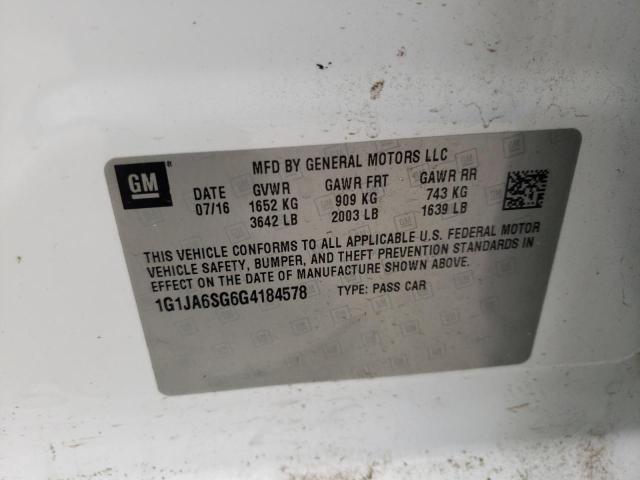 GM
MFD BY GENERAL MOTORS LLC
DATE GVWR GAWR FRT GAWR RR
07/16 1652 KG 909 KG 743 KG
3642 LB 2003 LB 1639 LB
THIS VEHICLE CONFORMS TO ALL APPLICABLE U.S. FEDERAL MOTOR
VEHICLE SAFETY, BUMPER, AND THEFT PREVENTION STANDARDS IN
EFFECT ON THE DATE OF MANUFACTURE SHOWN ABOVE.
1G1JA6SG6G4184578 TYPE: PASS CAR